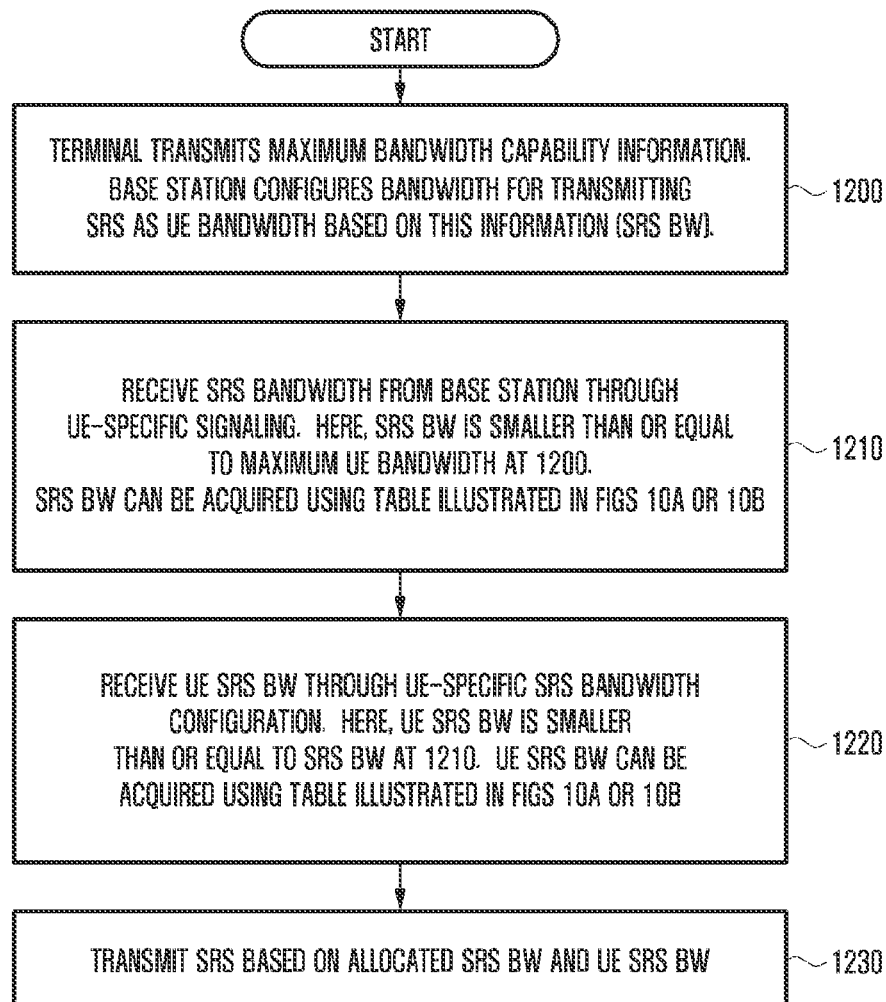 START
TERMINAL TRANSMITS MAXIMUM BANDWIDTH CAPABILITY INFORMATION.
BASE STATION CONFIGURES BANDWIDTH FOR TRANSMITTING
SRS AS UE BANDWIDTH BASED ON THIS INFORMATION (SRS BW).
1200
RECEIVE SRS BANDWIDTH FROM BASE STATION THROUGH
UE-SPECIFIC SIGNALING. HERE, SRS BW IS SMALLER THAN OR EQUAL
TO MAXIMUM UE BANDWIDTH AT 1200.
SRS BW CAN BE ACQUIRED USING TABLE ILLUSTRATED IN FIGS 10A OR 10B
1210
RECEIVE UE SRS BW THROUGH UE-SPECIFIC SRS BANDWIDTH
CONFIGURATION. HERE, UE SRS BW IS SMALLER
THAN OR EQUAL TO SRS BW AT 1210. UE SRS BW CAN BE
ACQUIRED USING TABLE ILLUSTRATED IN FIGS 10A OR 10B
1220
TRANSMIT SRS BASED ON ALLOCATED SRS BW AND UE SRS BW
1230